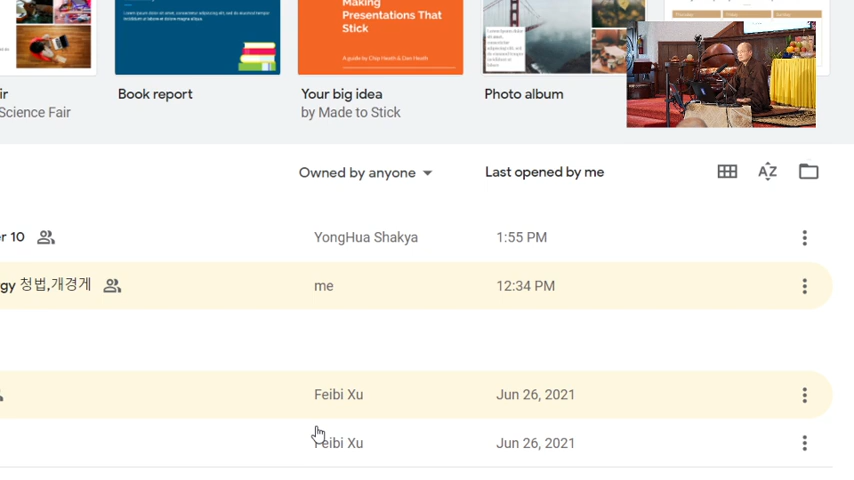 Making
Presentations That
Stick
A guide by Chip Heath & Dan Heath
ir
Book report
Your big idea
Photo album
Science Fair
by Made to Stick
Owned by anyone
Last opened by me
AZ
r 10
YongHua Shakya
1:55 PM
gy 청법,개경게
me
12:34 PM
Feibi Xu
Jun 26, 2021
Feibi Xu
Jun 26, 2021